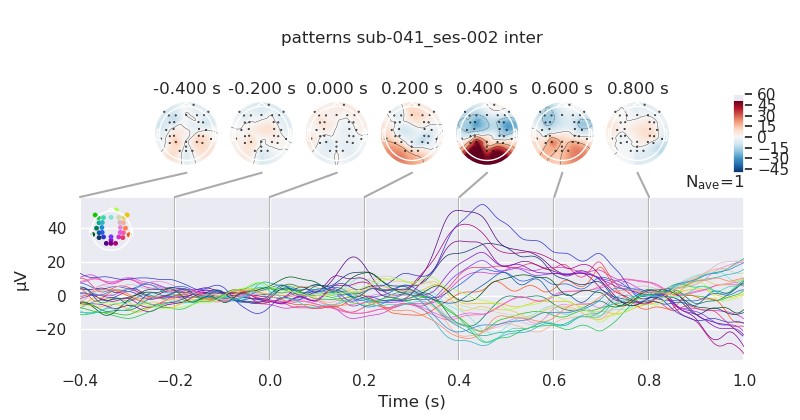 patterns sub-041_ses-002 inter
-0.400 s -0.200 s 0.000 s 0.200 s 0.400 s 0.600 s 0.800 s
60
45
30
15
0
−15
−30
−45
Nave=1
μV
40
20
0
−20
−0.4 −0.2 0.0 0.2 0.4 0.6 0.8 1.0
Time (s)